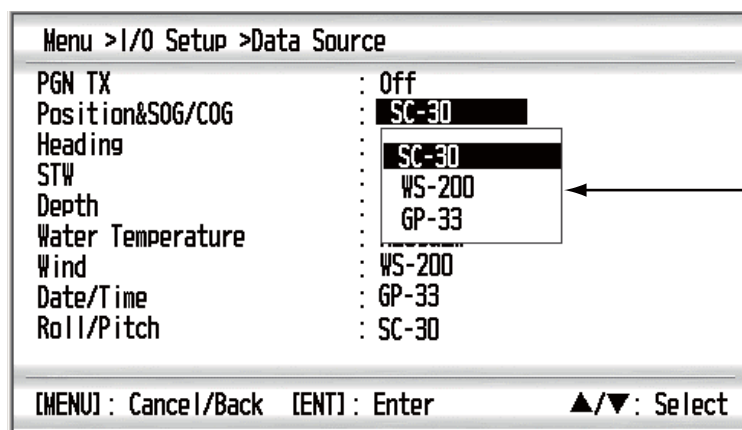 Menu >I/O Setup >Data Source
PGN TX : Off
Position&SOG/COG : SC-30
Heading :
STW :
Depth :
Water Temperature :
Wind : WS-200
Date/Time : GP-33
Roll/Pitch : SC-30
SC-30
WS-200
GP-33
[MENU] : Cancel/Back [ENT] : Enter ▲/▼: Select